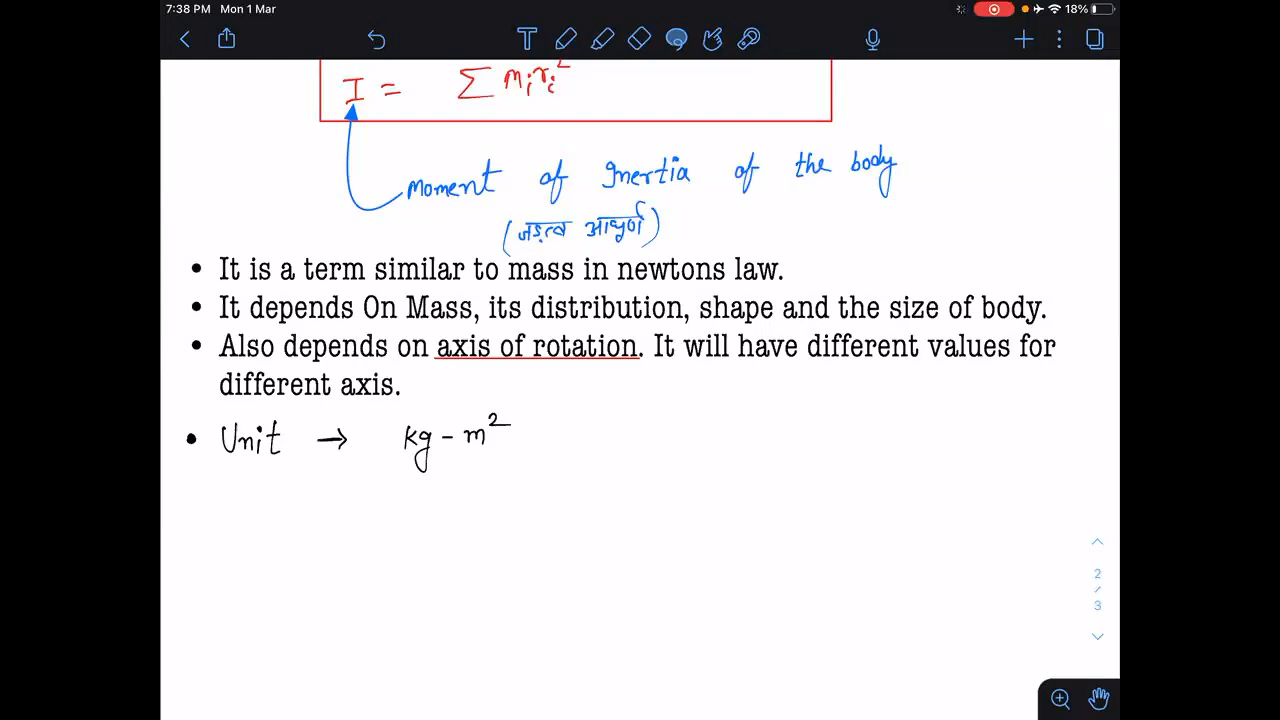 7:38 PM Mon 1 Mar
18%
I = Σ mᵢrᵢ²
Moment of Inertia of the body
(जड़त्व आघूर्ण)
• It is a term similar to mass in newtons law.
• It depends On Mass, its distribution, shape and the size of body.
• Also depends on axis of rotation. It will have different values for
different axis.
• Unit → kg - m²
2
/
3